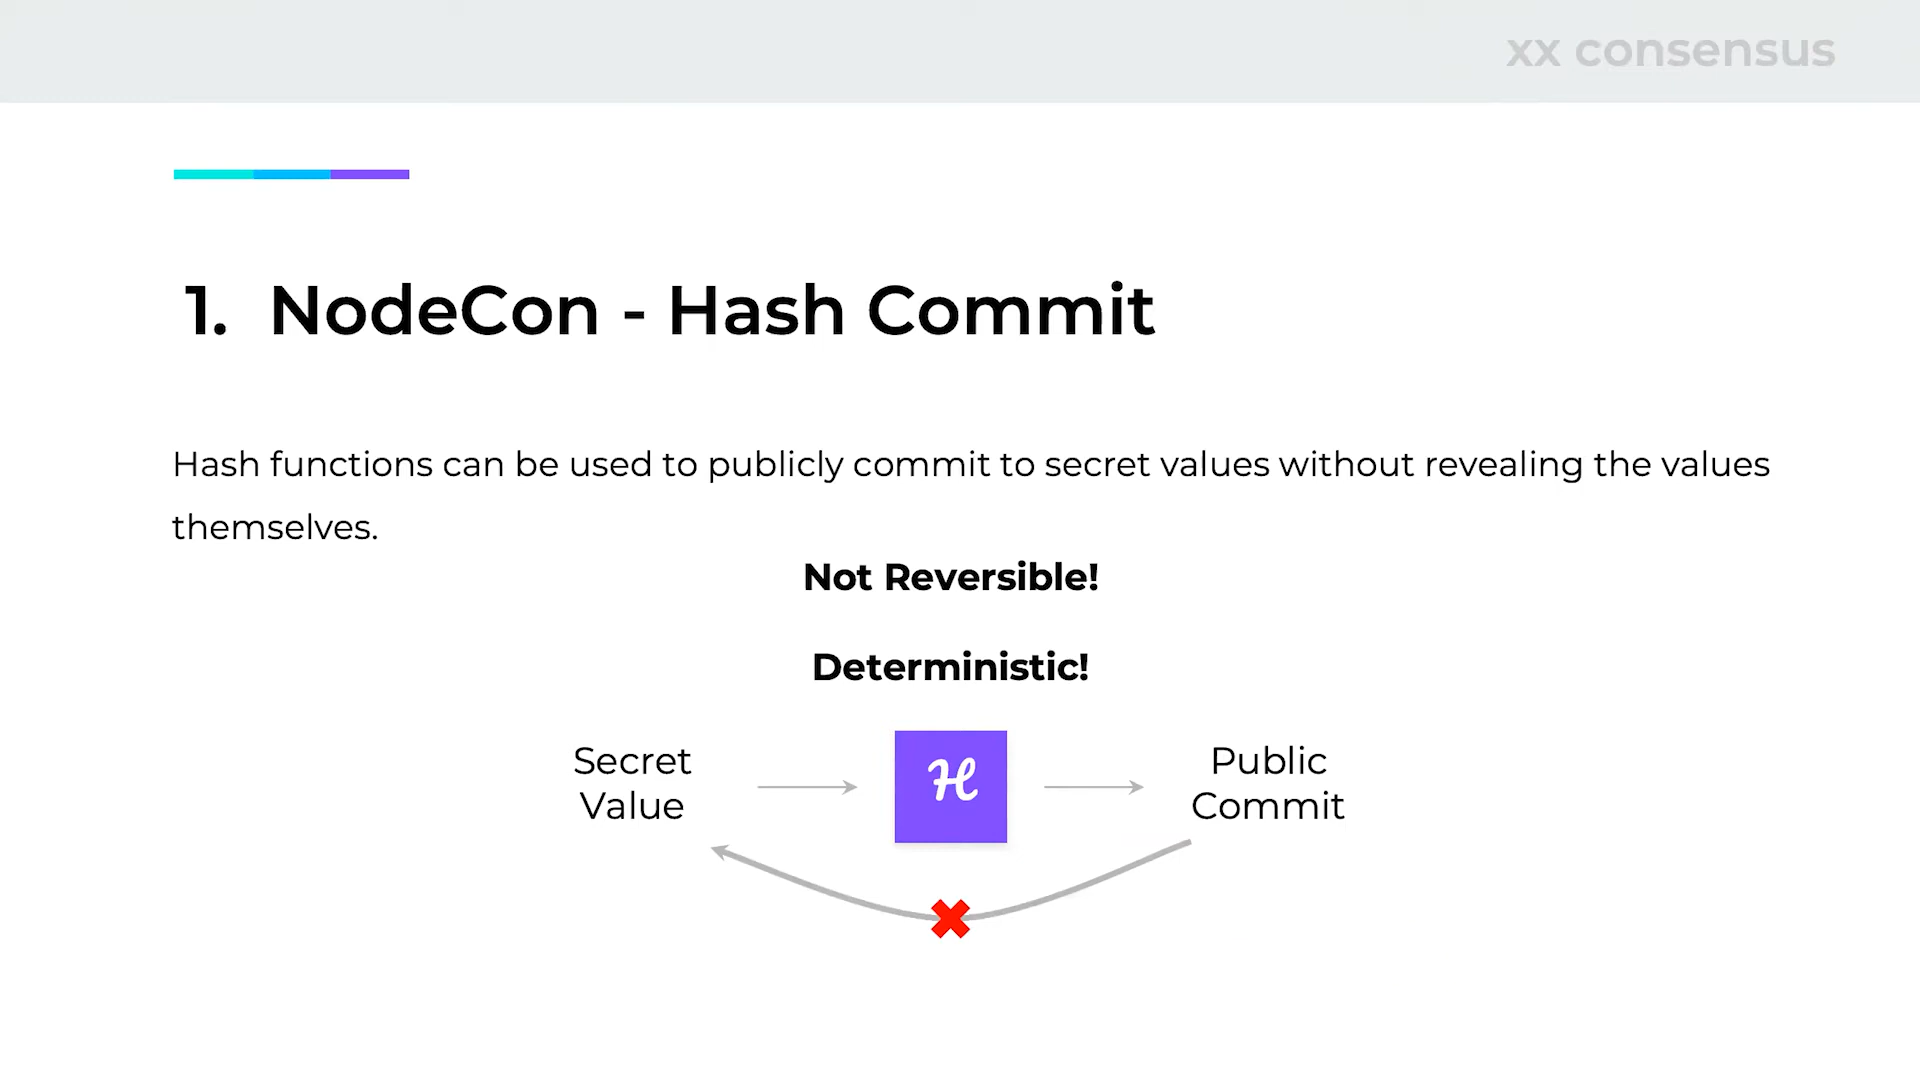 xx consensus
1. NodeCon - Hash Commit
Hash functions can be used to publicly commit to secret values without revealing the values
themselves.
Not Reversible!
Deterministic!
Secret
Value
H
Public
Commit